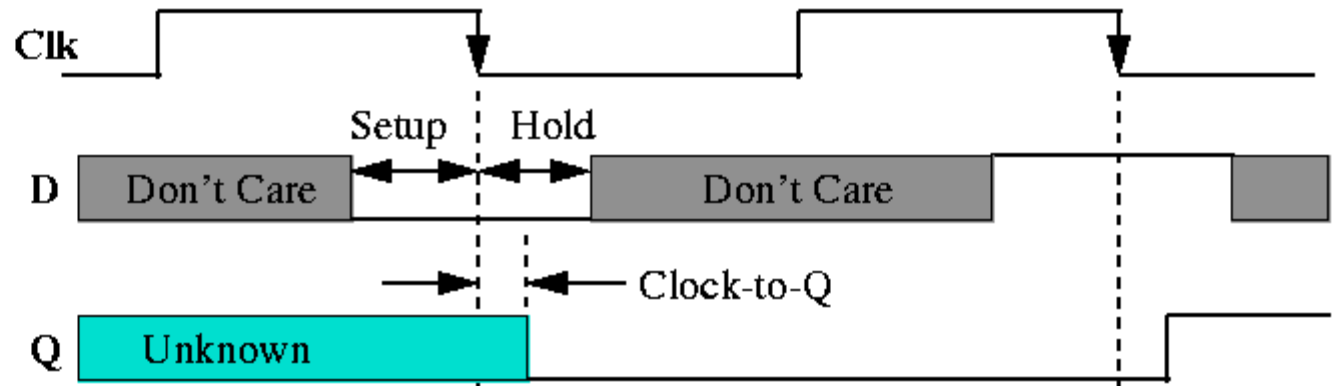 Clk
Setup Hold
D Don't Care Don't Care
Clock-to-Q
Q Unknown